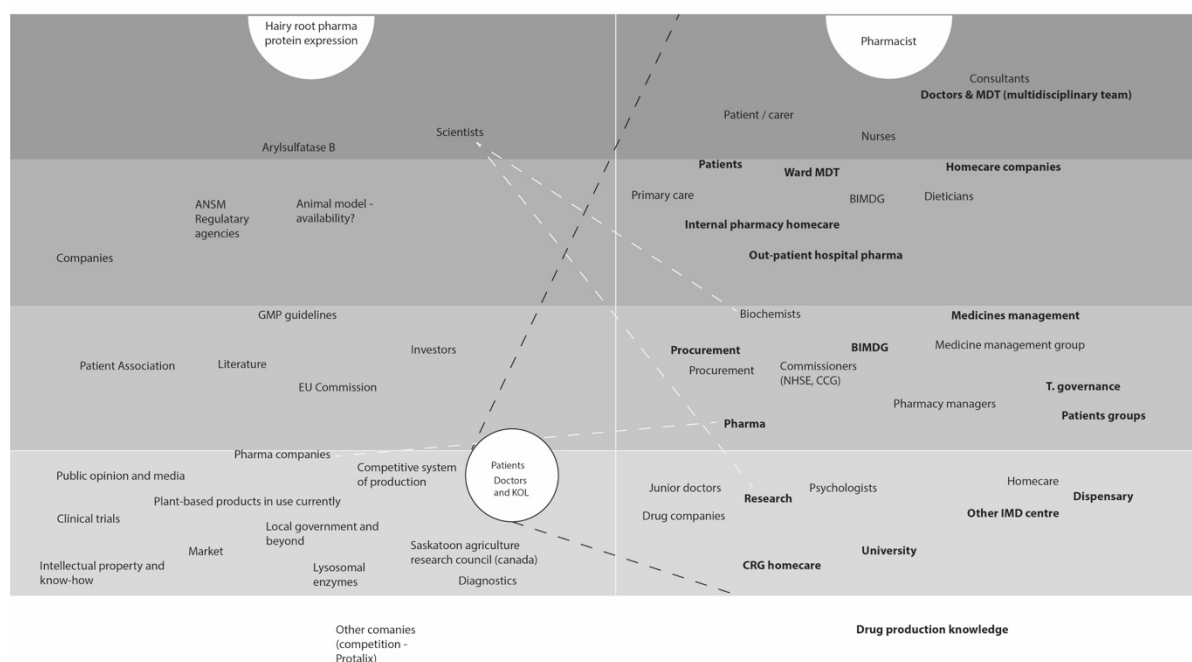 Hairy root pharma
protein expression
Scientists
Arylsulfatase B
ANSM
Regulatary
agencies
Animal model -
availability?
Companies
GMP guidelines
Investors
Patient Association
Literature
EU Commission
Pharma companies
Public opinion and media
Competitive system
of production
Patients
Doctors
and KOL
Plant-based products in use currently
Clinical trials
Local government and
beyond
Market
Saskatoon agriculture
research council (canada)
Intellectual property and
know-how
Lysosomal
enzymes
Diagnostics
Other comanies
(competition -
Protalix)
Pharmacist
Consultants
Doctors & MDT (multidisciplinary team)
Patient / carer
Nurses
Patients
Ward MDT
Homecare companies
Primary care
BIMDG
Dieticians
Internal pharmacy homecare
Out-patient hospital pharma
Biochemists
Medicines management
Procurement
BIMDG
Medicine management group
Procurement
Commissioners
(NHSE, CCG)
T. governance
Pharmacy managers
Patients groups
Pharma
Junior doctors
Research
Psychologists
Homecare
Dispensary
Drug companies
Other IMD centre
University
CRG homecare
Drug production knowledge